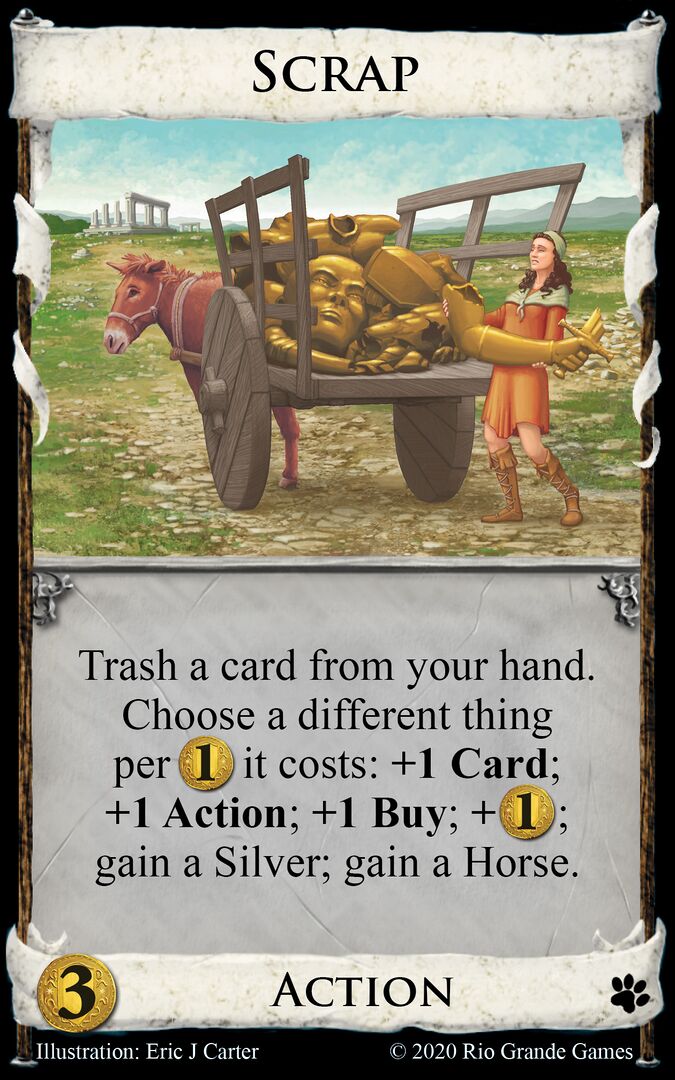 SCRAP
Trash a card from your hand.
Choose a different thing
per 1 it costs: +1 Card;
+1 Action; +1 Buy; +1;
gain a Silver; gain a Horse.
3 ACTION
Illustration: Eric J Carter © 2020 Rio Grande Games